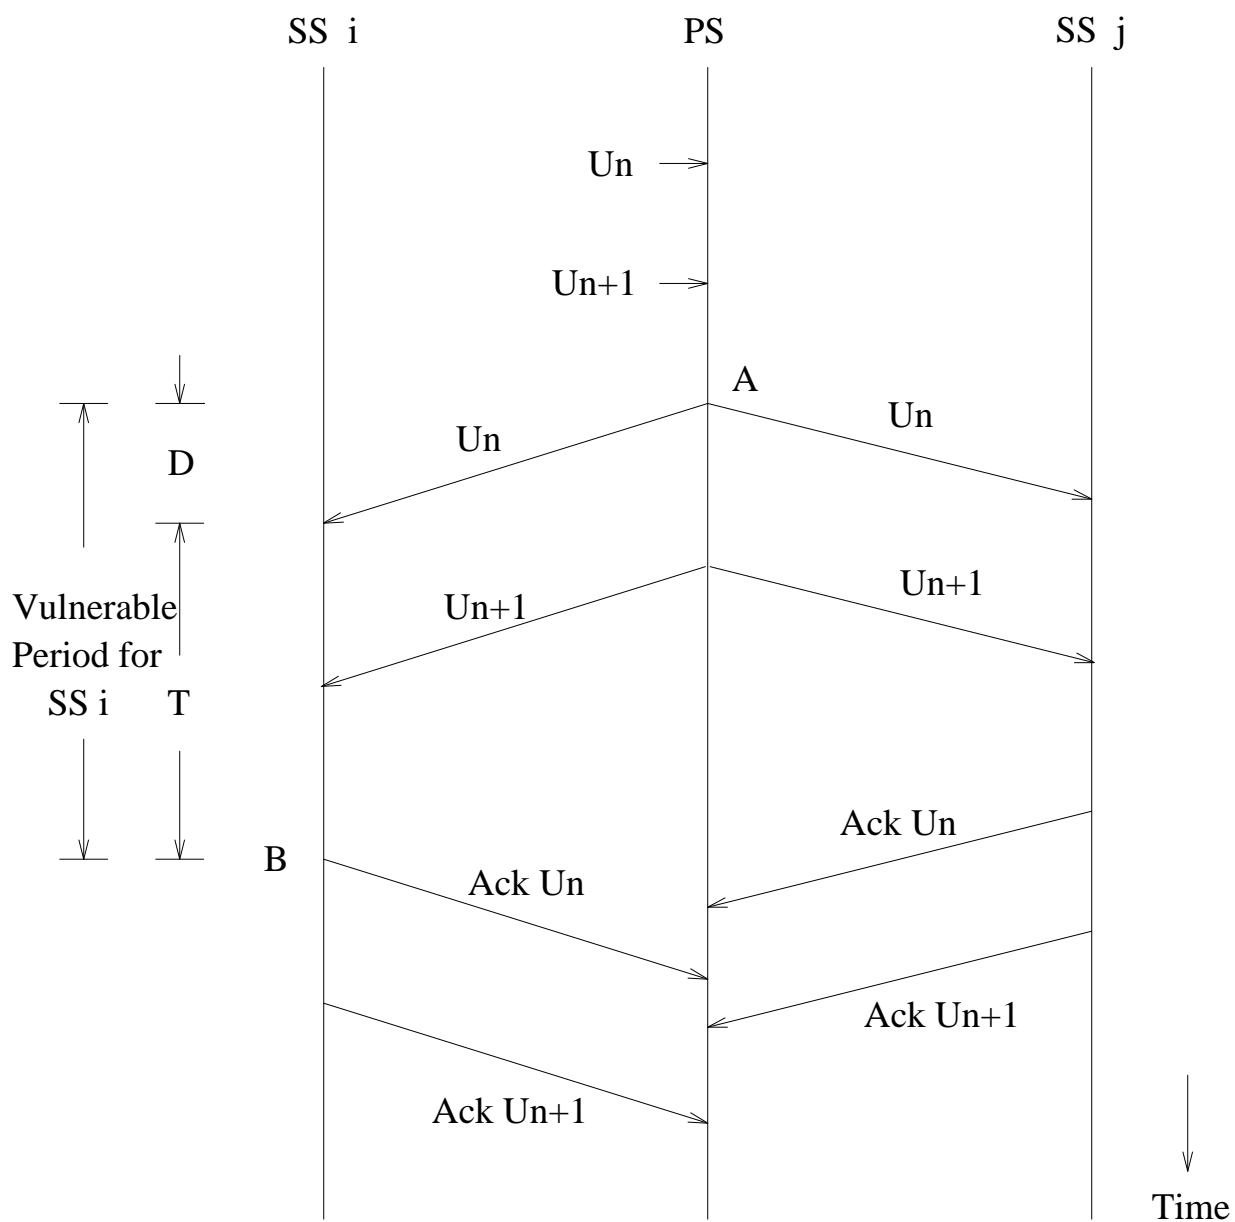 SS i
PS
SS j
Un
Un+1
A
Un
Un
D
Un+1
Un+1
Vulnerable
Period for
SS i
T
Ack Un
B
Ack Un
Ack Un+1
Ack Un+1
Time